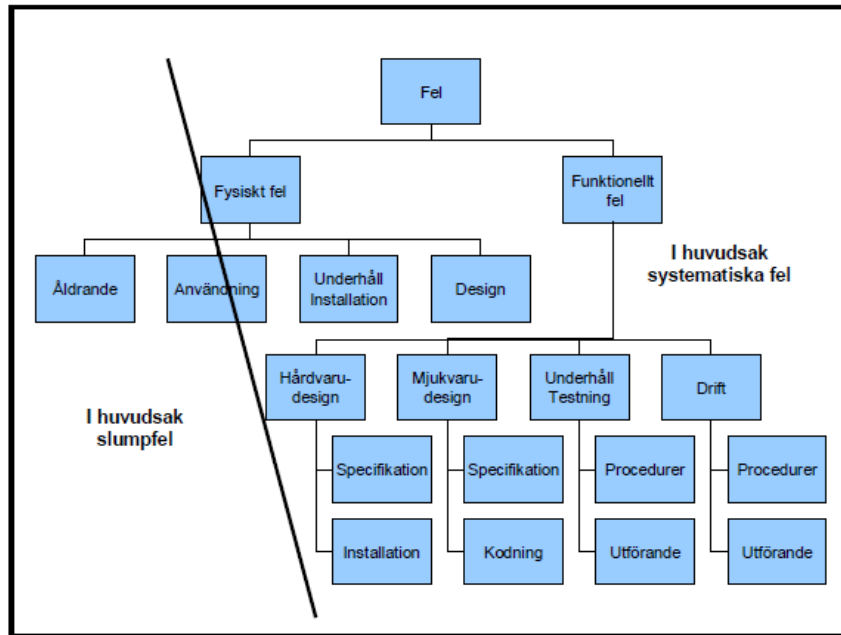 Fel
Fysiskt fel
Funktionellt
fel
I huvudsak
systematiska fel
Åldrande
Användning
Underhåll
Installation
Design
Hårdvaru-
design
Mjukvaru-
design
Underhåll
Testning
Drift
I huvudsak
slumpfel
Specifikation
Specifikation
Procedurer
Procedurer
Installation
Kodning
Utförande
Utförande